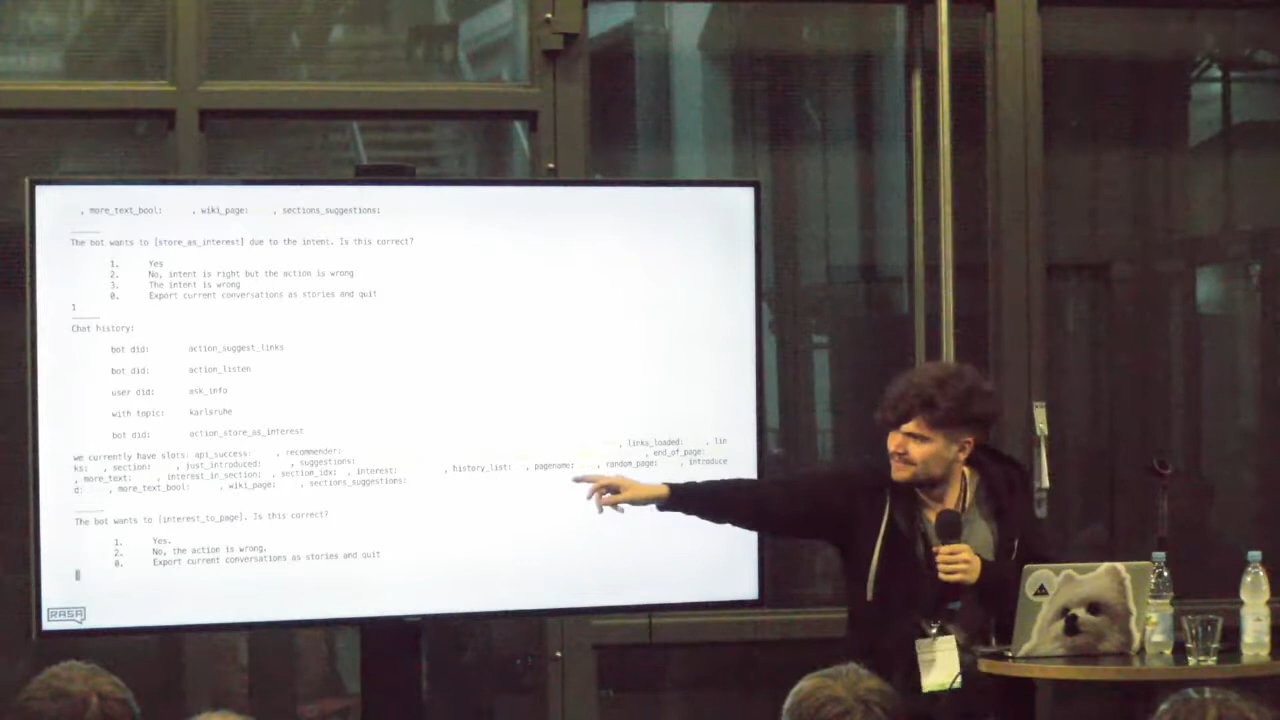 , more_text_bool: , wiki_page: , sections_suggestions:
The bot wants to [store_as_interest] due to the intent. Is this correct?
1. Yes
2. No, intent is right but the action is wrong
3. The intent is wrong
0. Export current conversations as stories and quit
1
Chat history:
bot did: action_suggest_links
bot did: action_listen
user did: ask_info
with topic: karlsruhe
bot did: action_store_as_interest
we currently have slots: api_success: , recommender: , links_loaded: , lin
ks: , section: , just_introduced: , suggestions: , end_of_page:
, more_text: , interest_in_section: , section_idx: , interest: , history_list: , pagename: , random_page: , introduce
d: , more_text_bool: , wiki_page: , sections_suggestions:
The bot wants to [interest_to_page]. Is this correct?
1. Yes.
2. No, the action is wrong.
0. Export current conversations as stories and quit
RASA